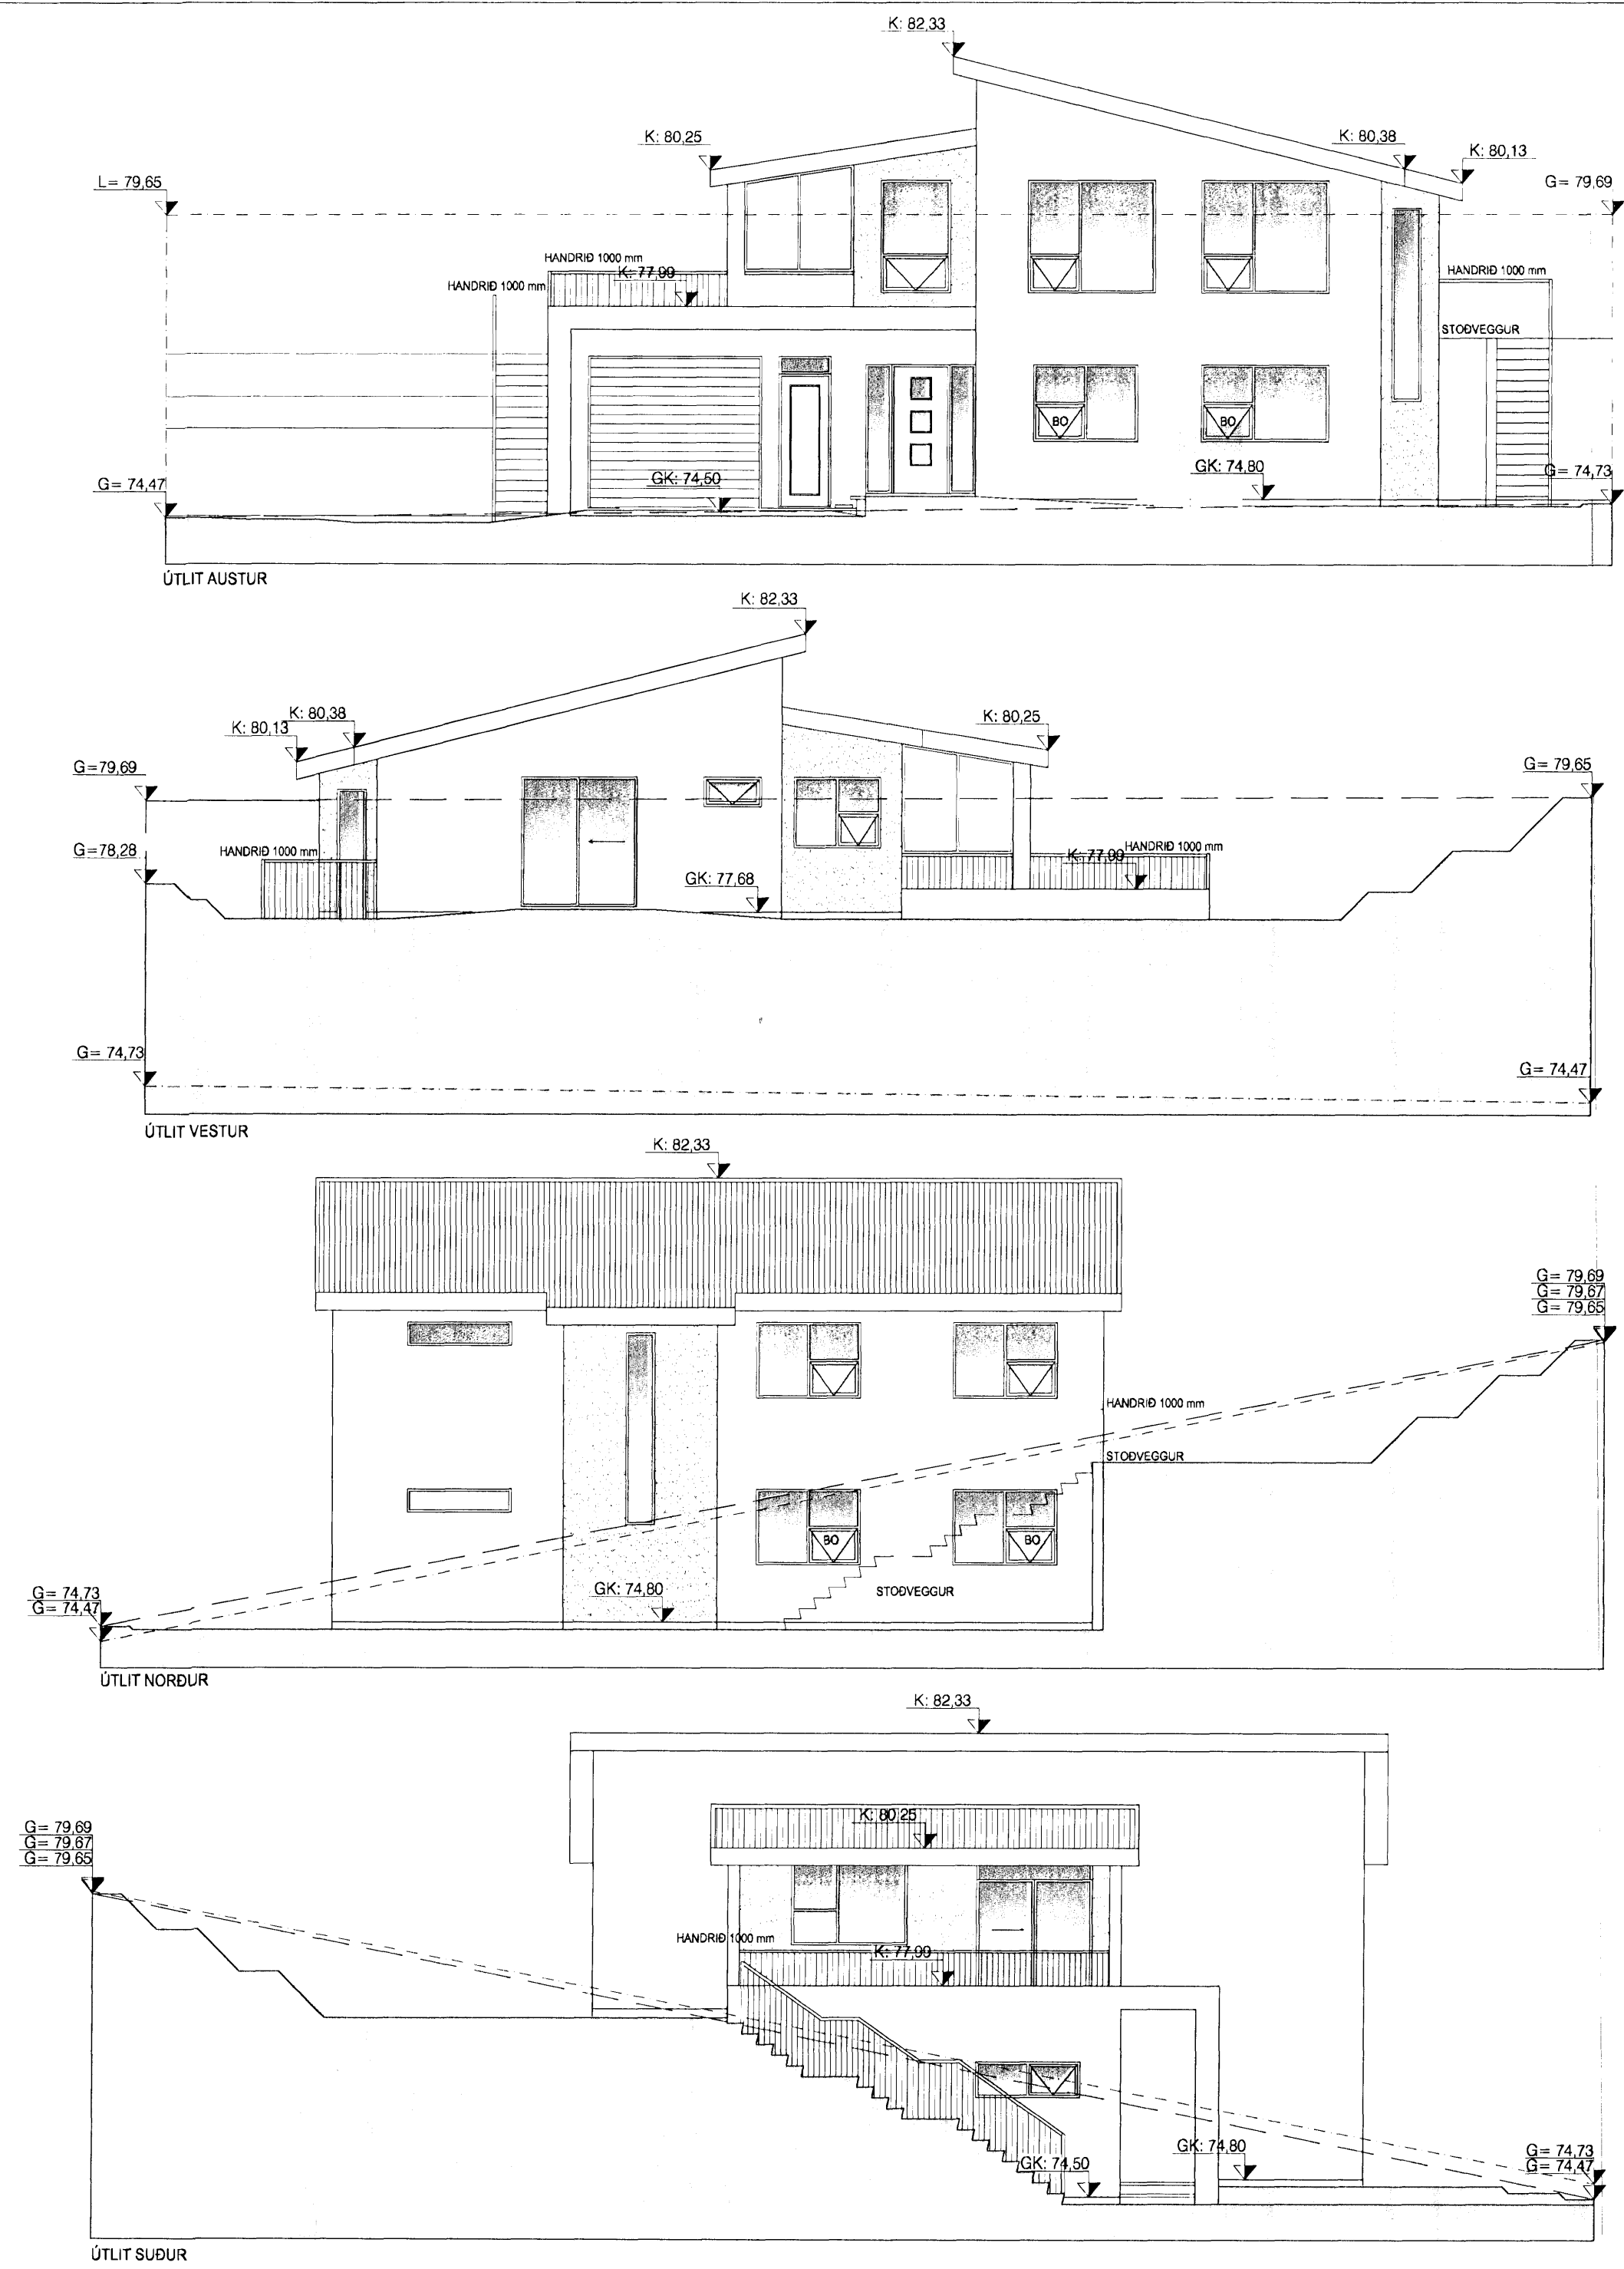 K: 82,33
K: 80,25
K: 80,38
K: 80,13
L= 79,65
G= 79,69
HANDRIÐ 1000 mm
K: 77,99
HANDRIÐ 1000 mm
HANDRIÐ 1000 mm
STOÐVEGGUR
BO
BO
GK: 74,50
GK: 74,80
G= 74,47
G= 74,73
ÚTLIT AUSTUR
K: 82,33
K: 80,38
K: 80,13
K: 80,25
G=79,69
G= 79,65
G=78,28
HANDRIÐ 1000 mm
HANDRIÐ 1000 mm
K: 77,99
GK: 77,68
G= 74,73
G= 74,47
ÚTLIT VESTUR
K: 82,33
G= 79,69
G= 79,67
G= 79,65
HANDRIÐ 1000 mm
STOÐVEGGUR
BO
BO
STOÐVEGGUR
GK: 74,80
G= 74,73
G= 74,47
ÚTLIT NORÐUR
K: 82,33
K: 80,25
G= 79,69
G= 79,67
G= 79,65
HANDRIÐ 1000 mm
K: 77,99
GK: 74,80
GK: 74,50
G= 74,73
G= 74,47
ÚTLIT SUÐUR